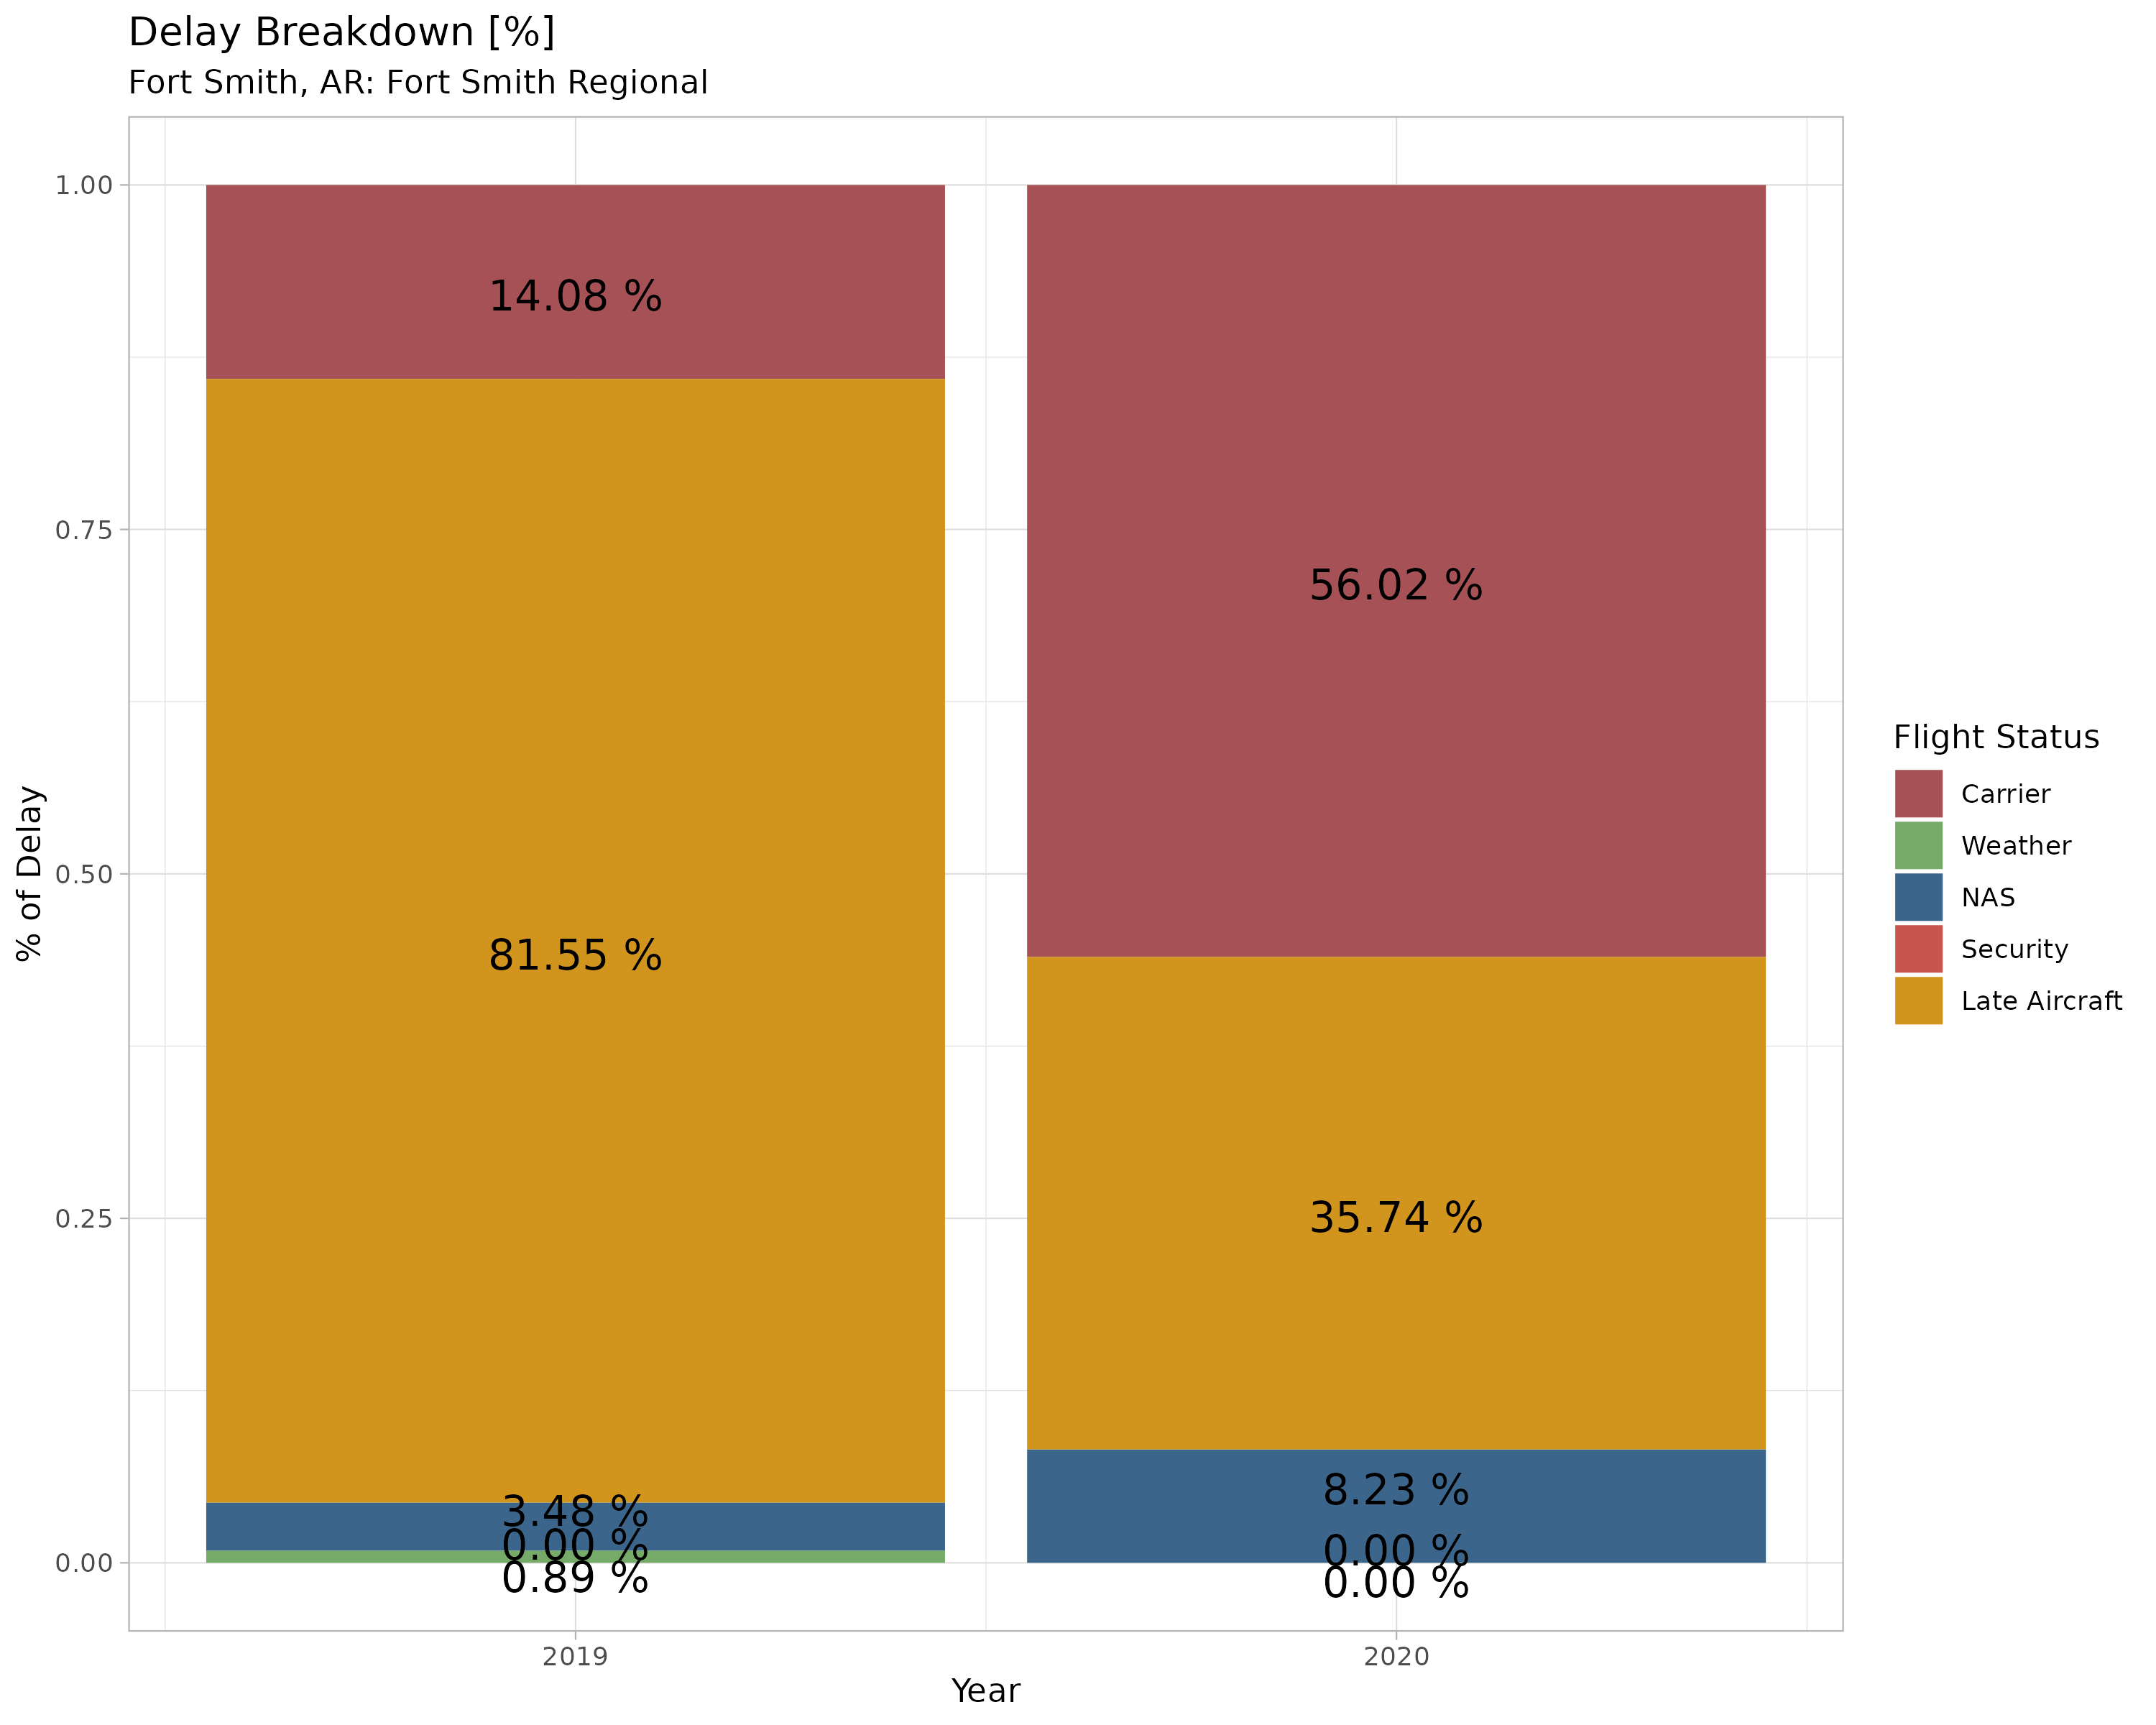 Delay Breakdown [%]
Fort Smith, AR: Fort Smith Regional
% of Delay
1.00
0.75
0.50
0.25
0.00
14.08 %
81.55 %
3.48 %
0.00 %
0.89 %
56.02 %
35.74 %
8.23 %
0.00 %
0.00 %
2019
2020
Year
Flight Status
Carrier
Weather
NAS
Security
Late Aircraft